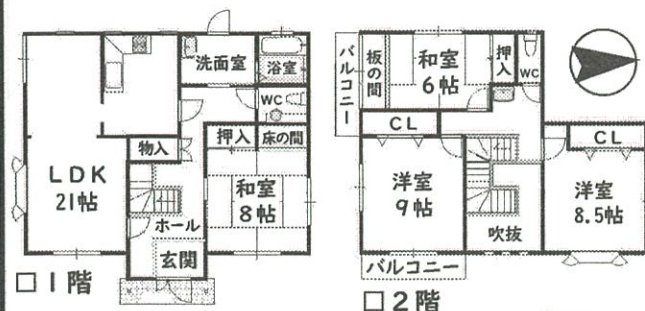 洗面室
浴室
WC
物入
押入
床の間
LDK
21帖
和室
8帖
ホール
玄関
□1階
バルコニー
板の間
和室
6帖
押入
WC
CL
CL
洋室
9帖
洋室
8.5帖
吹抜
バルコニー
□2階